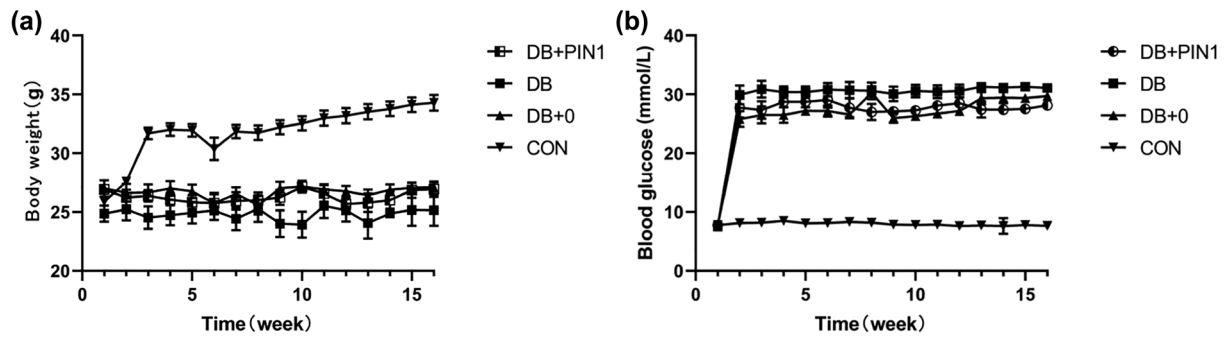 (a)
Body weight(g)
40
35
30
25
20
0
5
10
15
Time(week)
DB+PIN1
DB
DB+0
CON
(b)
Blood glucose (mmol/L)
40
30
20
10
0
0
5
10
15
Time(week)
DB+PIN1
DB
DB+0
CON